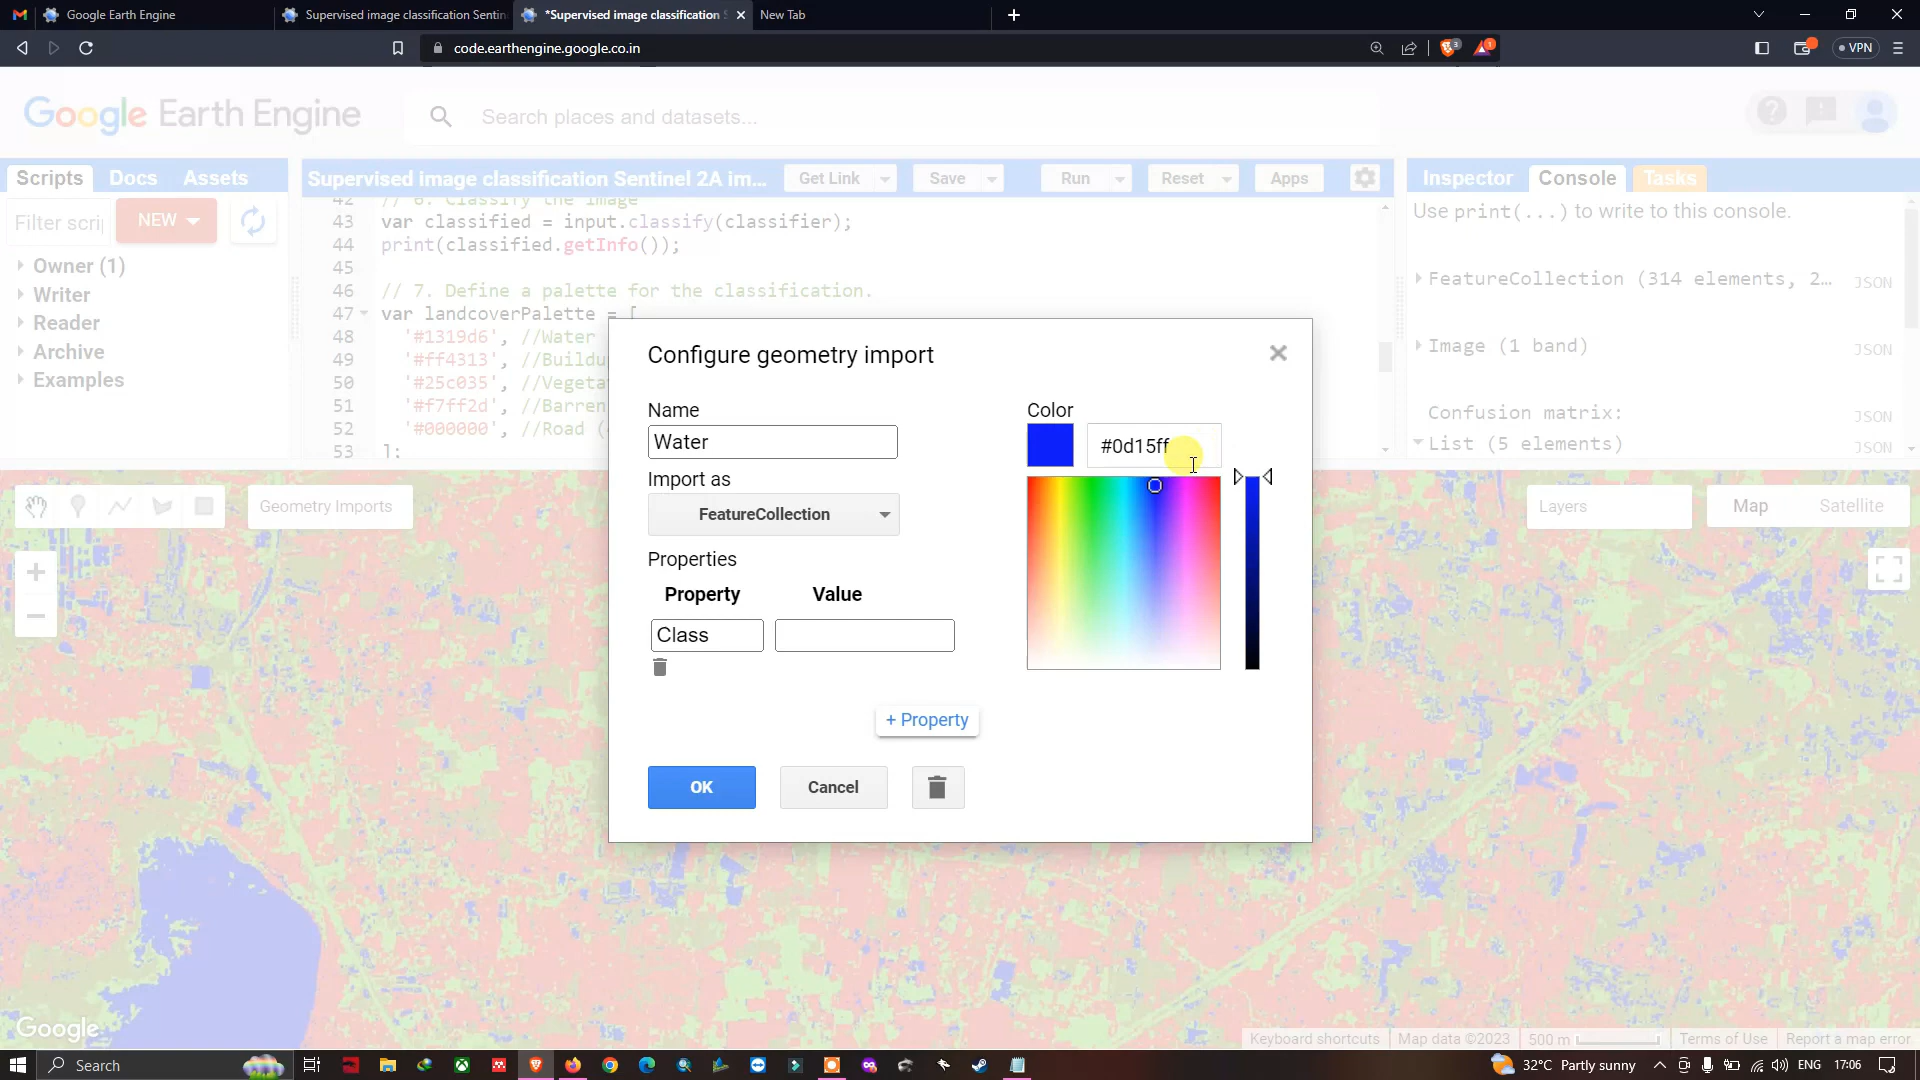 Google Earth Engine
Supervised image classification Sentin
*Supervised image classification S
New Tab
code.earthengine.google.co.in
3
1
VPN
Google Earth Engine
Search places and datasets...
Scripts Docs Assets
Supervised image classification Sentinel 2A im...
Get Link Save Run Reset Apps
Inspector Console Tasks
Filter scri
NEW
Owner (1)
Writer
Reader
Archive
Examples
42 // 6. Classify the image
43 var classified = input.classify(classifier);
44 print(classified.getInfo());
45
46 // 7. Define a palette for the classification.
47 var landcoverPalette = [
48 '#1319d6', //Water
49 '#ff4313', //Buildu
50 '#25c035', //Vegeta
51 '#f7ff2d', //Barren
52 '#000000', //Road (
53 ];
Use print(...) to write to this console.
FeatureCollection (314 elements, 2… JSON
Image (1 band) JSON
Confusion matrix: JSON
List (5 elements) JSON
Configure geometry import
Name
Water
Import as
FeatureCollection
Properties
Property Value
Class
+ Property
OK Cancel
Color
#0d15ff
Geometry Imports
Layers
Map Satellite
Google
Keyboard shortcuts Map data ©2023 500 m Terms of Use Report a map error
Search
32°C Partly sunny
ENG
17:06